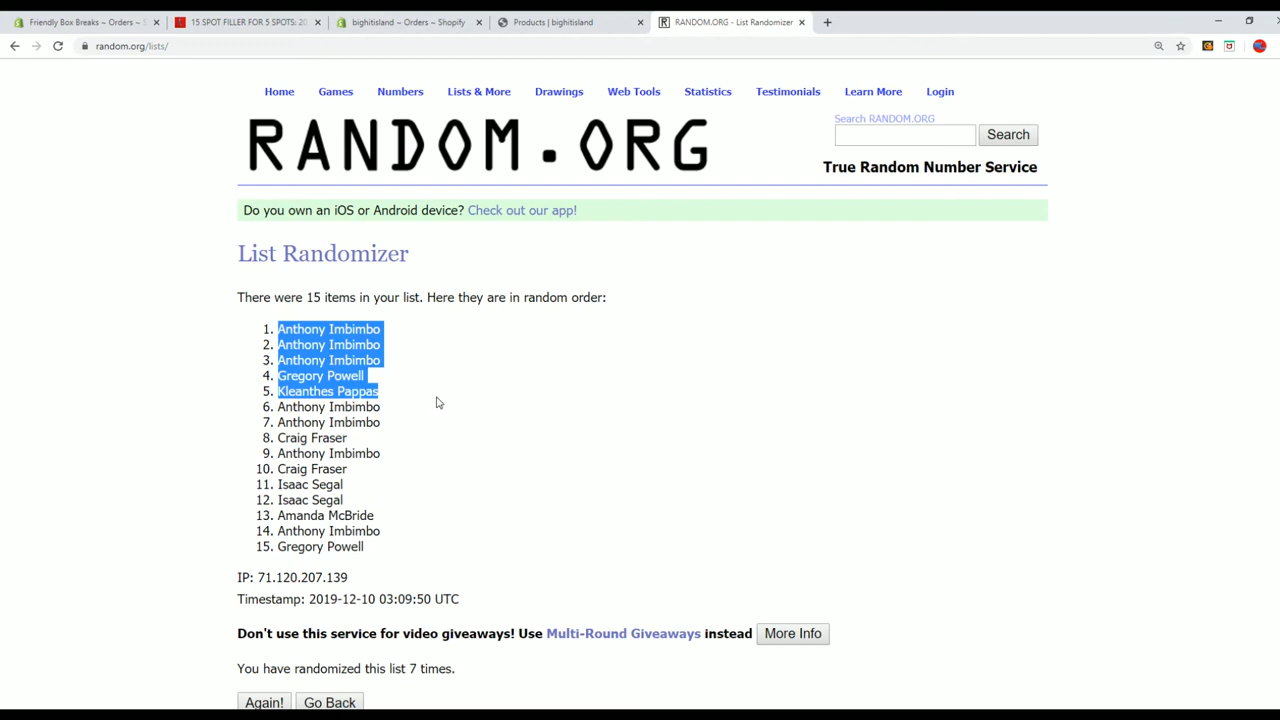 Friendly Box Breaks ~ Orders ~ S
15 SPOT FILLER FOR 5 SPOTS: 20
bighitisland ~ Orders ~ Shopify
Products | bighitisland
RANDOM.ORG - List Randomizer
random.org/lists/
Home Games Numbers Lists & More Drawings Web Tools Statistics Testimonials Learn More Login
RANDOM.ORG
Search RANDOM.ORG
Search
True Random Number Service
Do you own an iOS or Android device? Check out our app!
List Randomizer
There were 15 items in your list. Here they are in random order:
1. Anthony Imbimbo
2. Anthony Imbimbo
3. Anthony Imbimbo
4. Gregory Powell
5. Kleanthes Pappas
6. Anthony Imbimbo
7. Anthony Imbimbo
8. Craig Fraser
9. Anthony Imbimbo
10. Craig Fraser
11. Isaac Segal
12. Isaac Segal
13. Amanda McBride
14. Anthony Imbimbo
15. Gregory Powell
IP: 71.120.207.139
Timestamp: 2019-12-10 03:09:50 UTC
Don't use this service for video giveaways! Use Multi-Round Giveaways instead More Info
You have randomized this list 7 times.
Again! Go Back